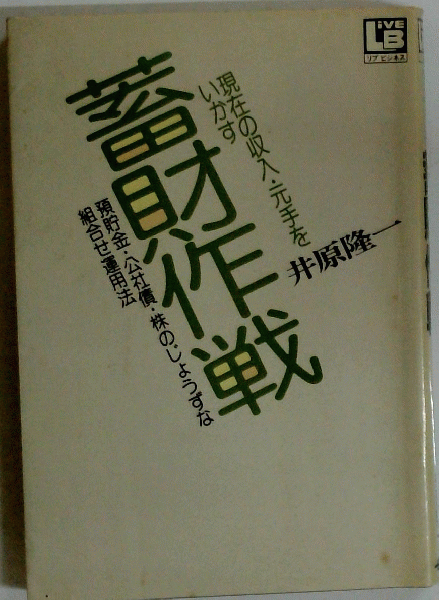 LiVE
LB
リブ ビジネス
現在の収入・元手を
いかす
蓄財作戦
預貯金・公社債・株のじょうずな
組合せ運用法
井原隆一